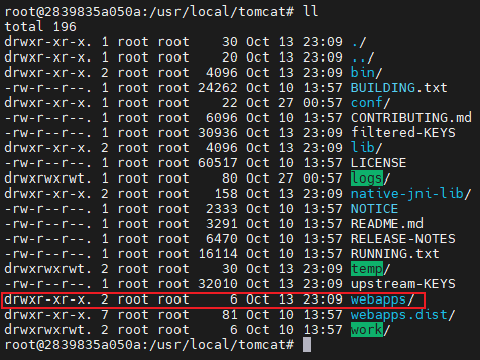 root@2839835a050a:/usr/local/tomcat# ll
total 196
drwxr-xr-x. 1 root root    30 Oct 13 23:09 ./
drwxr-xr-x. 1 root root    20 Oct 13 23:09 ../
drwxr-xr-x. 2 root root  4096 Oct 13 23:09 bin/
-rw-r--r--. 1 root root 24262 Oct 10 13:57 BUILDING.txt
drwxr-xr-x. 1 root root    22 Oct 27 00:57 conf/
-rw-r--r--. 1 root root  6096 Oct 10 13:57 CONTRIBUTING.md
-rw-r--r--. 1 root root 30936 Oct 13 23:09 filtered-KEYS
drwxr-xr-x. 2 root root  4096 Oct 13 23:09 lib/
-rw-r--r--. 1 root root 60517 Oct 10 13:57 LICENSE
drwxrwxrwt. 1 root root    80 Oct 27 00:57 logs/
drwxr-xr-x. 2 root root   158 Oct 13 23:09 native-jni-lib/
-rw-r--r--. 1 root root  2333 Oct 10 13:57 NOTICE
-rw-r--r--. 1 root root  3291 Oct 10 13:57 README.md
-rw-r--r--. 1 root root  6470 Oct 10 13:57 RELEASE-NOTES
-rw-r--r--. 1 root root 16114 Oct 10 13:57 RUNNING.txt
drwxrwxrwt. 2 root root    30 Oct 13 23:09 temp/
-rw-r--r--. 1 root root 32010 Oct 13 23:09 upstream-KEYS
drwxr-xr-x. 2 root root     6 Oct 13 23:09 webapps/
drwxr-xr-x. 7 root root    81 Oct 10 13:57 webapps.dist/
drwxrwxrwt. 2 root root     6 Oct 10 13:57 work/
root@2839835a050a:/usr/local/tomcat#